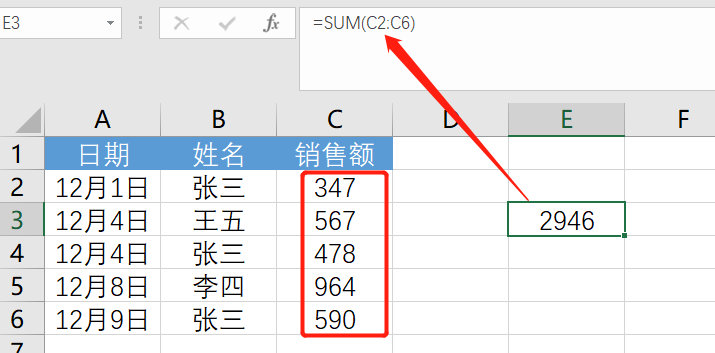 E3 fx =SUM(C2:C6)
A B C D E F
1 日期 姓名 销售额
2 12月1日 张三 347
3 12月4日 王五 567 2946
4 12月4日 张三 478
5 12月8日 李四 964
6 12月9日 张三 590
7